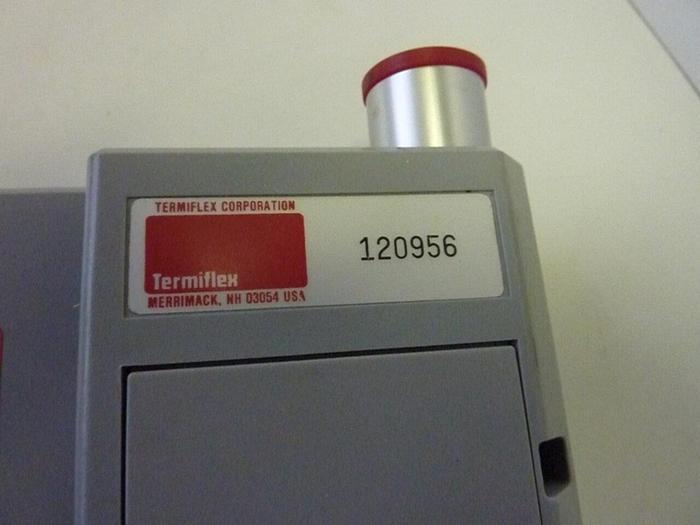 TERMIFLEX CORPORATION
Termiflex
MERRIMACK, NH 03054 USA
120956